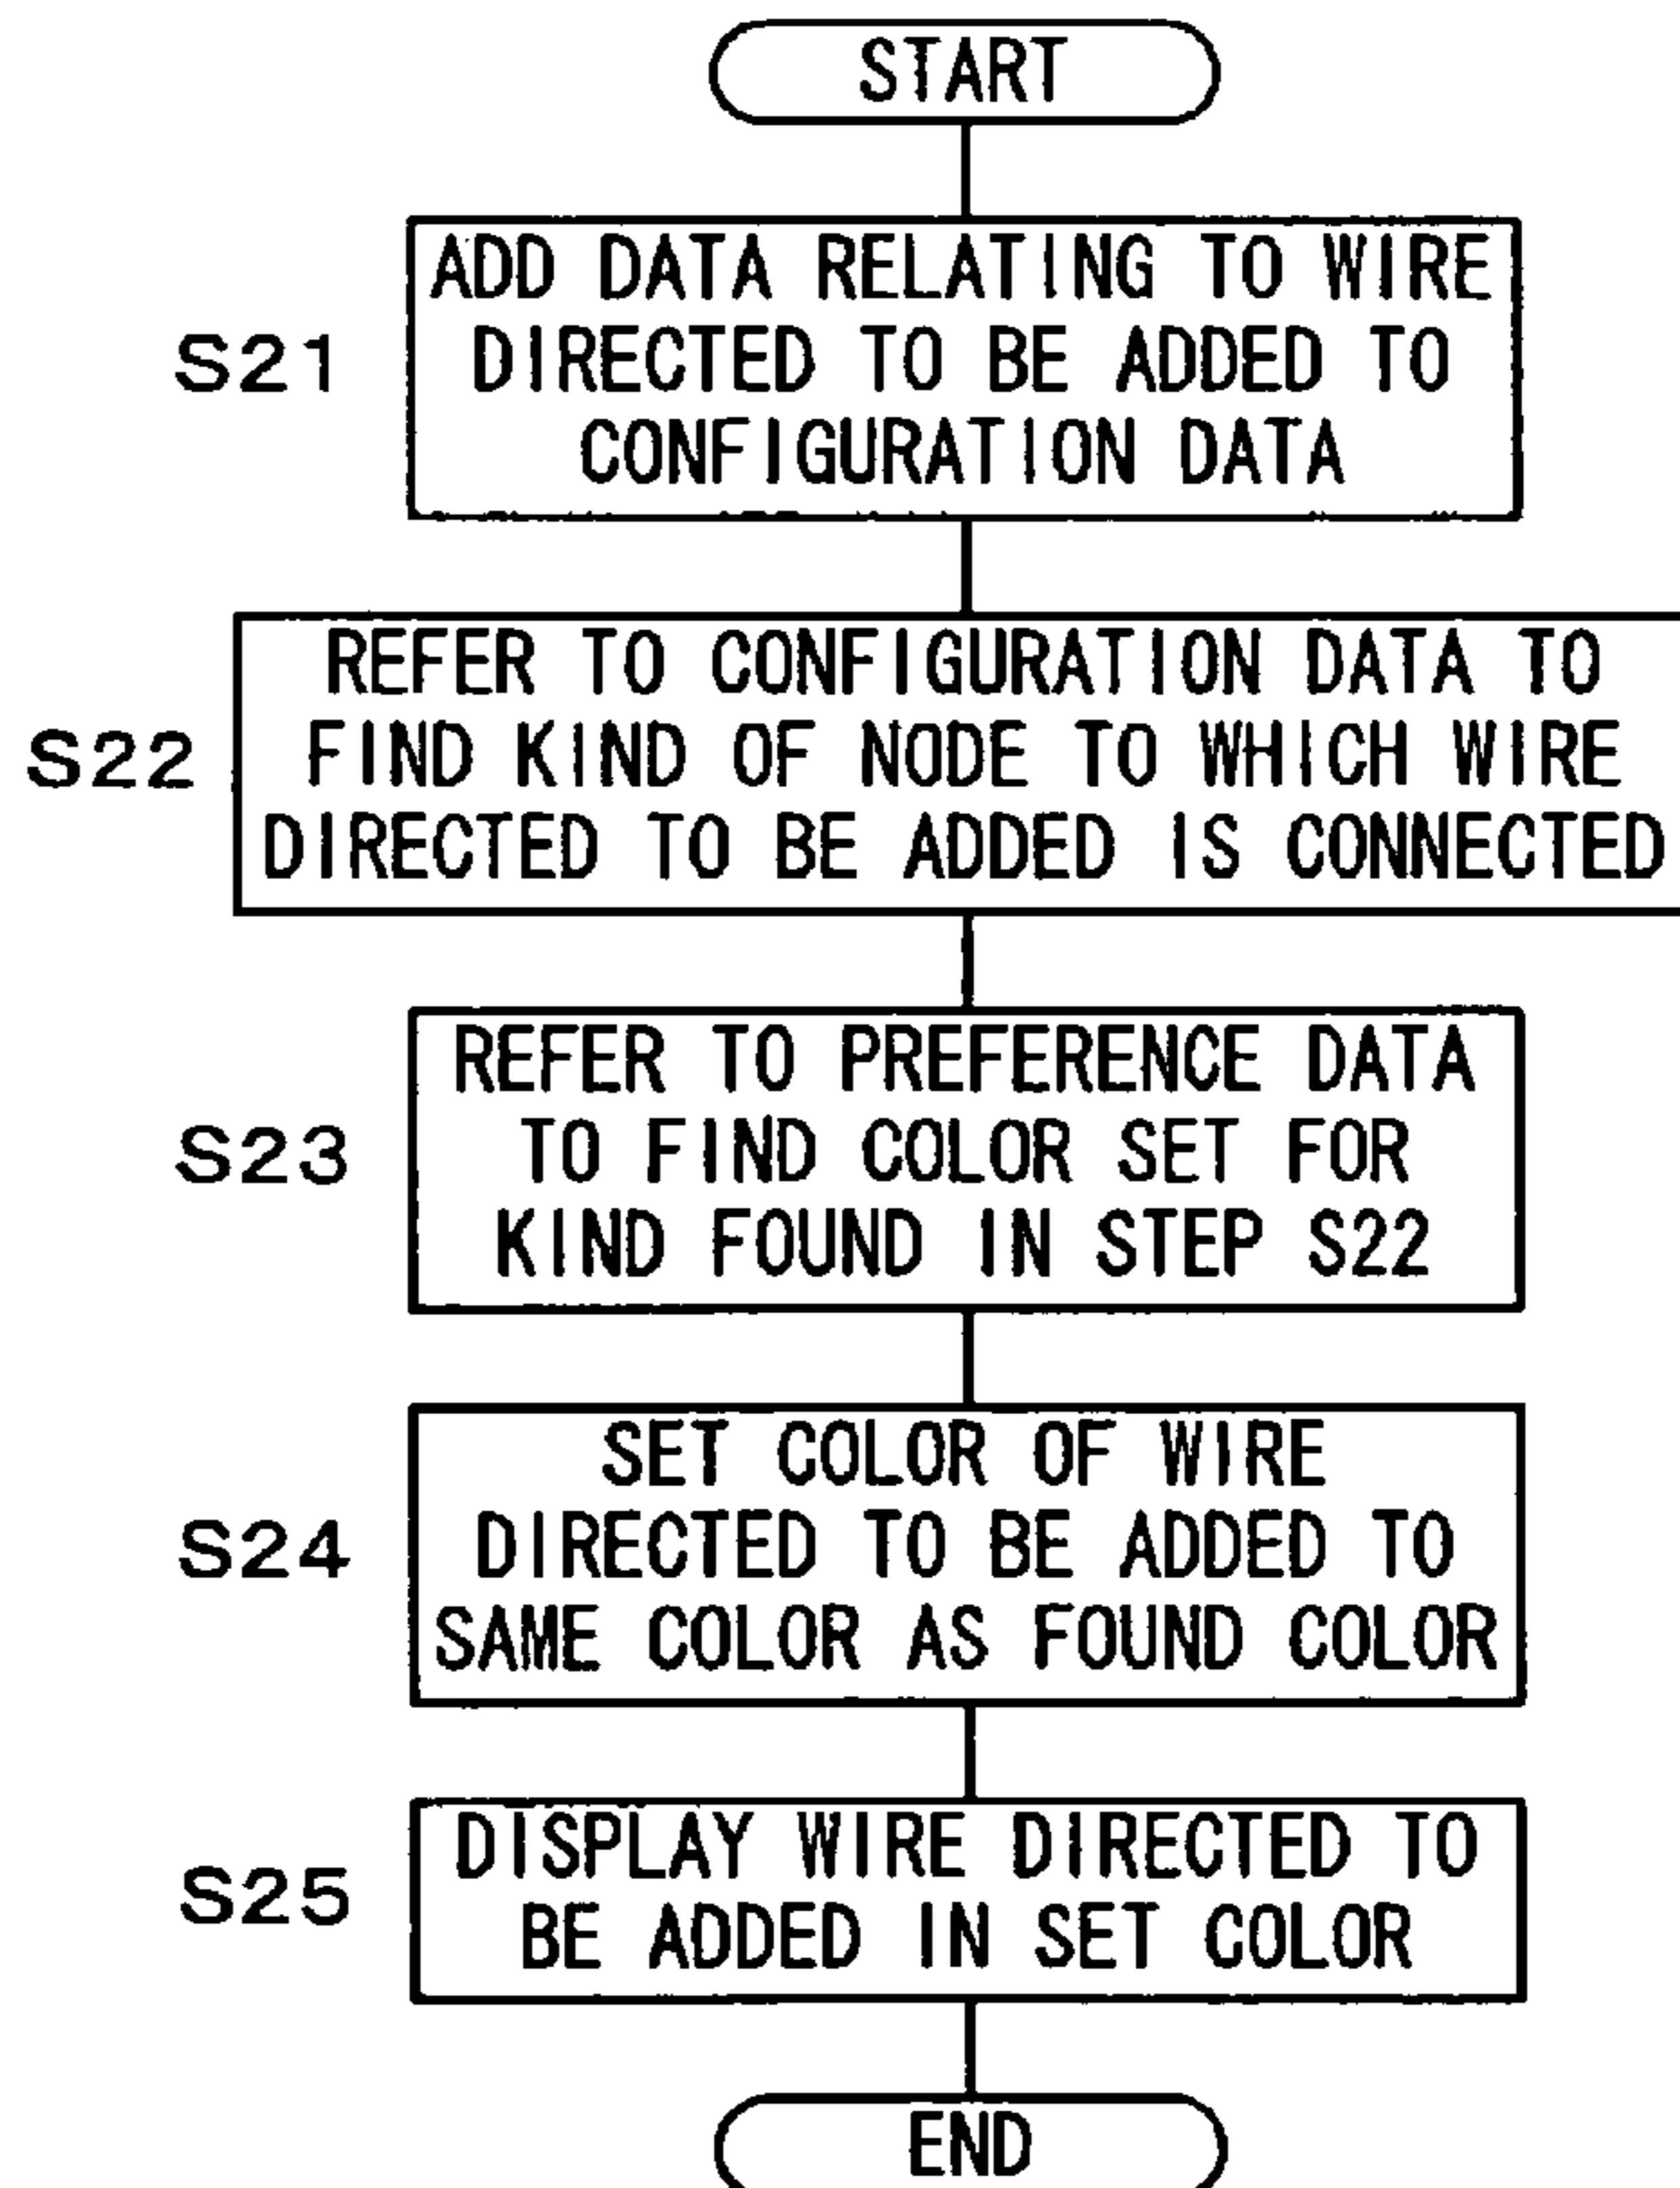 START
S21
ADD DATA RELATING TO WIRE
DIRECTED TO BE ADDED TO
CONFIGURATION DATA
S22
REFER TO CONFIGURATION DATA TO
FIND KIND OF NODE TO WHICH WIRE
DIRECTED TO BE ADDED IS CONNECTED
S23
REFER TO PREFERENCE DATA
TO FIND COLOR SET FOR
KIND FOUND IN STEP S22
S24
SET COLOR OF WIRE
DIRECTED TO BE ADDED TO
SAME COLOR AS FOUND COLOR
S25
DISPLAY WIRE DIRECTED TO
BE ADDED IN SET COLOR
END